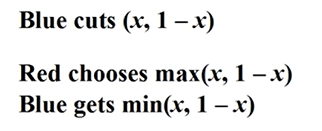 Blue cuts (x, 1 – x)
Red chooses max(x, 1 – x)
Blue gets min(x, 1 – x)